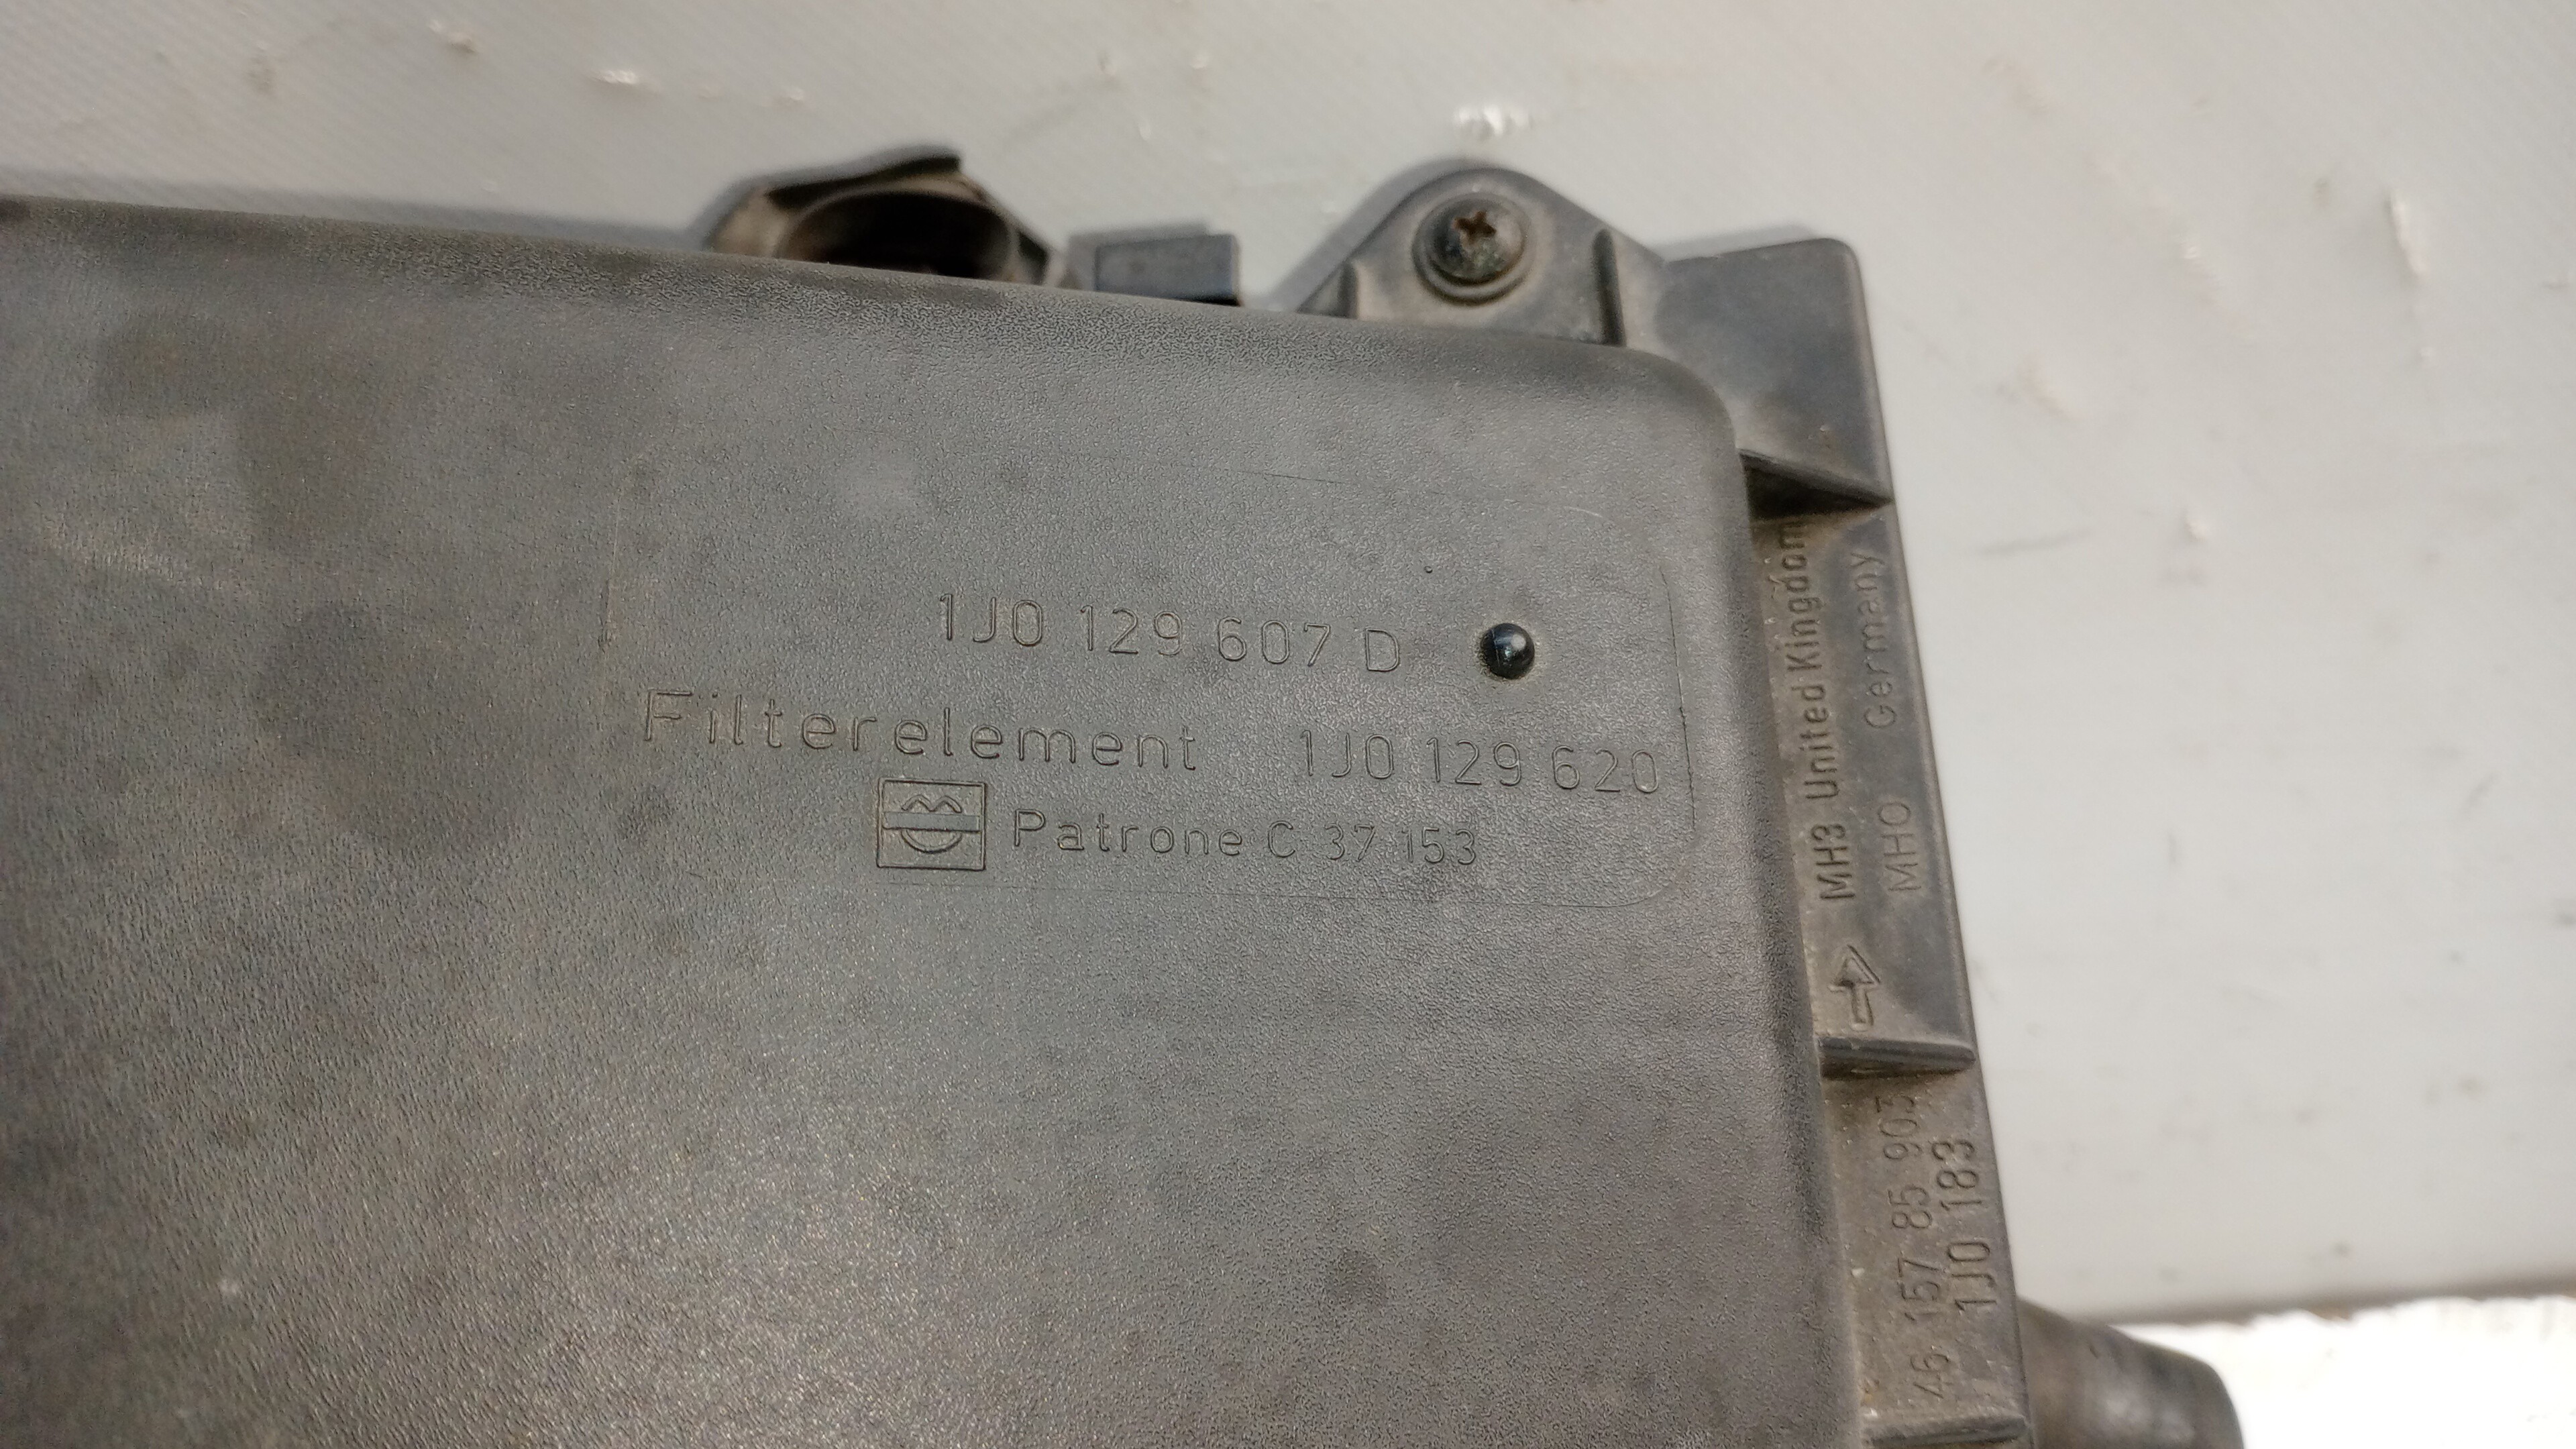 1J0 129 607 D
Filterelement 1J0 129 620
Patrone C 37 153
MH3 United Kingdom
MH0 Germany
46 157 85 903
1J0 183